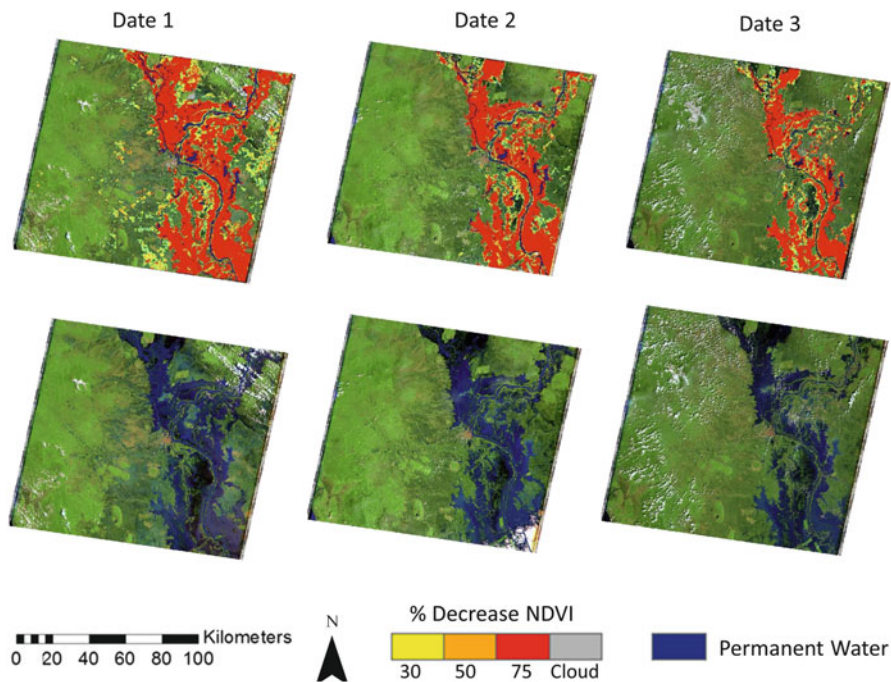 Date 1
Date 2
Date 3
Kilometers
0 20 40 60 80 100
N
% Decrease NDVI
30 50 75 Cloud
Permanent Water